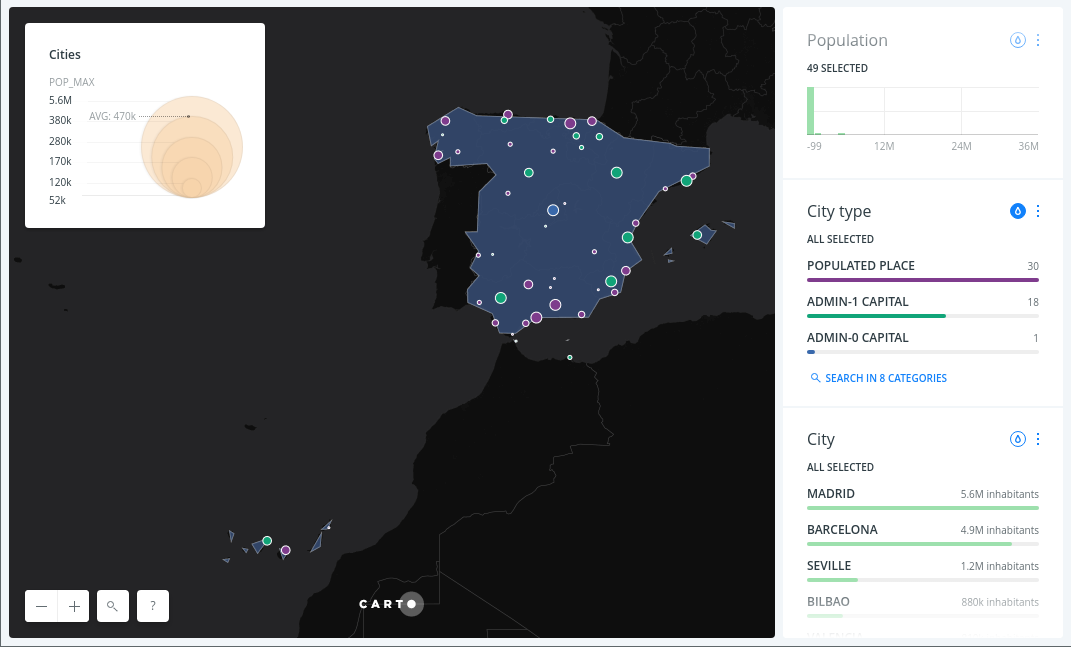 Cities
POP_MAX
5.6M
AVG: 470k
380k
280k
170k
120k
52k
?
CARTO
Population
49 SELECTED
-99 12M 24M 36M
City type
ALL SELECTED
POPULATED PLACE 30
ADMIN-1 CAPITAL 18
ADMIN-0 CAPITAL 1
SEARCH IN 8 CATEGORIES
City
ALL SELECTED
MADRID 5.6M inhabitants
BARCELONA 4.9M inhabitants
SEVILLE 1.2M inhabitants
BILBAO 880k inhabitants